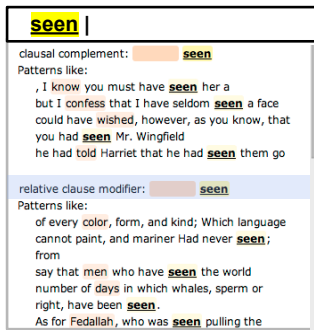 seen
clausal complement: seen
Patterns like:
, I know you must have seen her a
but I confess that I have seldom seen a face
could have wished, however, as you know, that
you had seen Mr. Wingfield
he had told Harriet that he had seen them go
relative clause modifier: seen
Patterns like:
of every color, form, and kind; Which language
cannot paint, and mariner Had never seen;
from
say that men who have seen the world
number of days in which whales, sperm or
right, have been seen.
As for Fedallah, who was seen pulling the